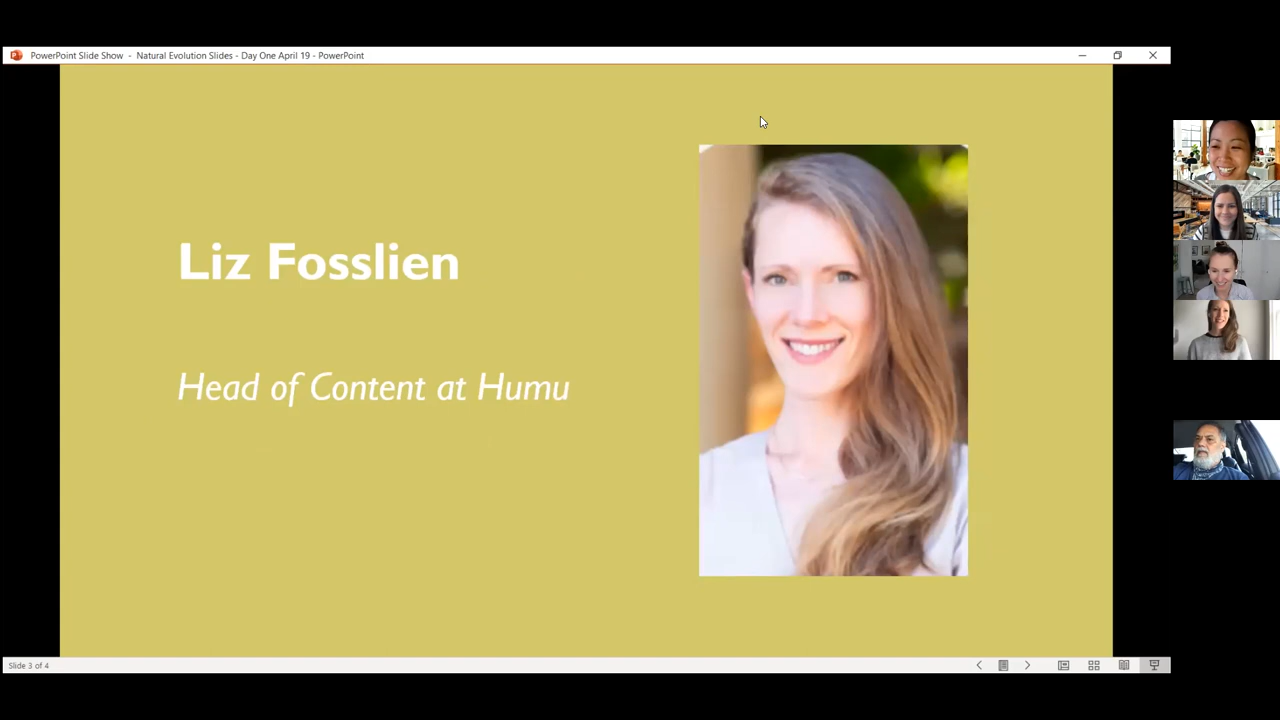 PowerPoint Slide Show - Natural Evolution Slides - Day One April 19 - PowerPoint
Liz Fosslien
Head of Content at Humu
Slide 3 of 4